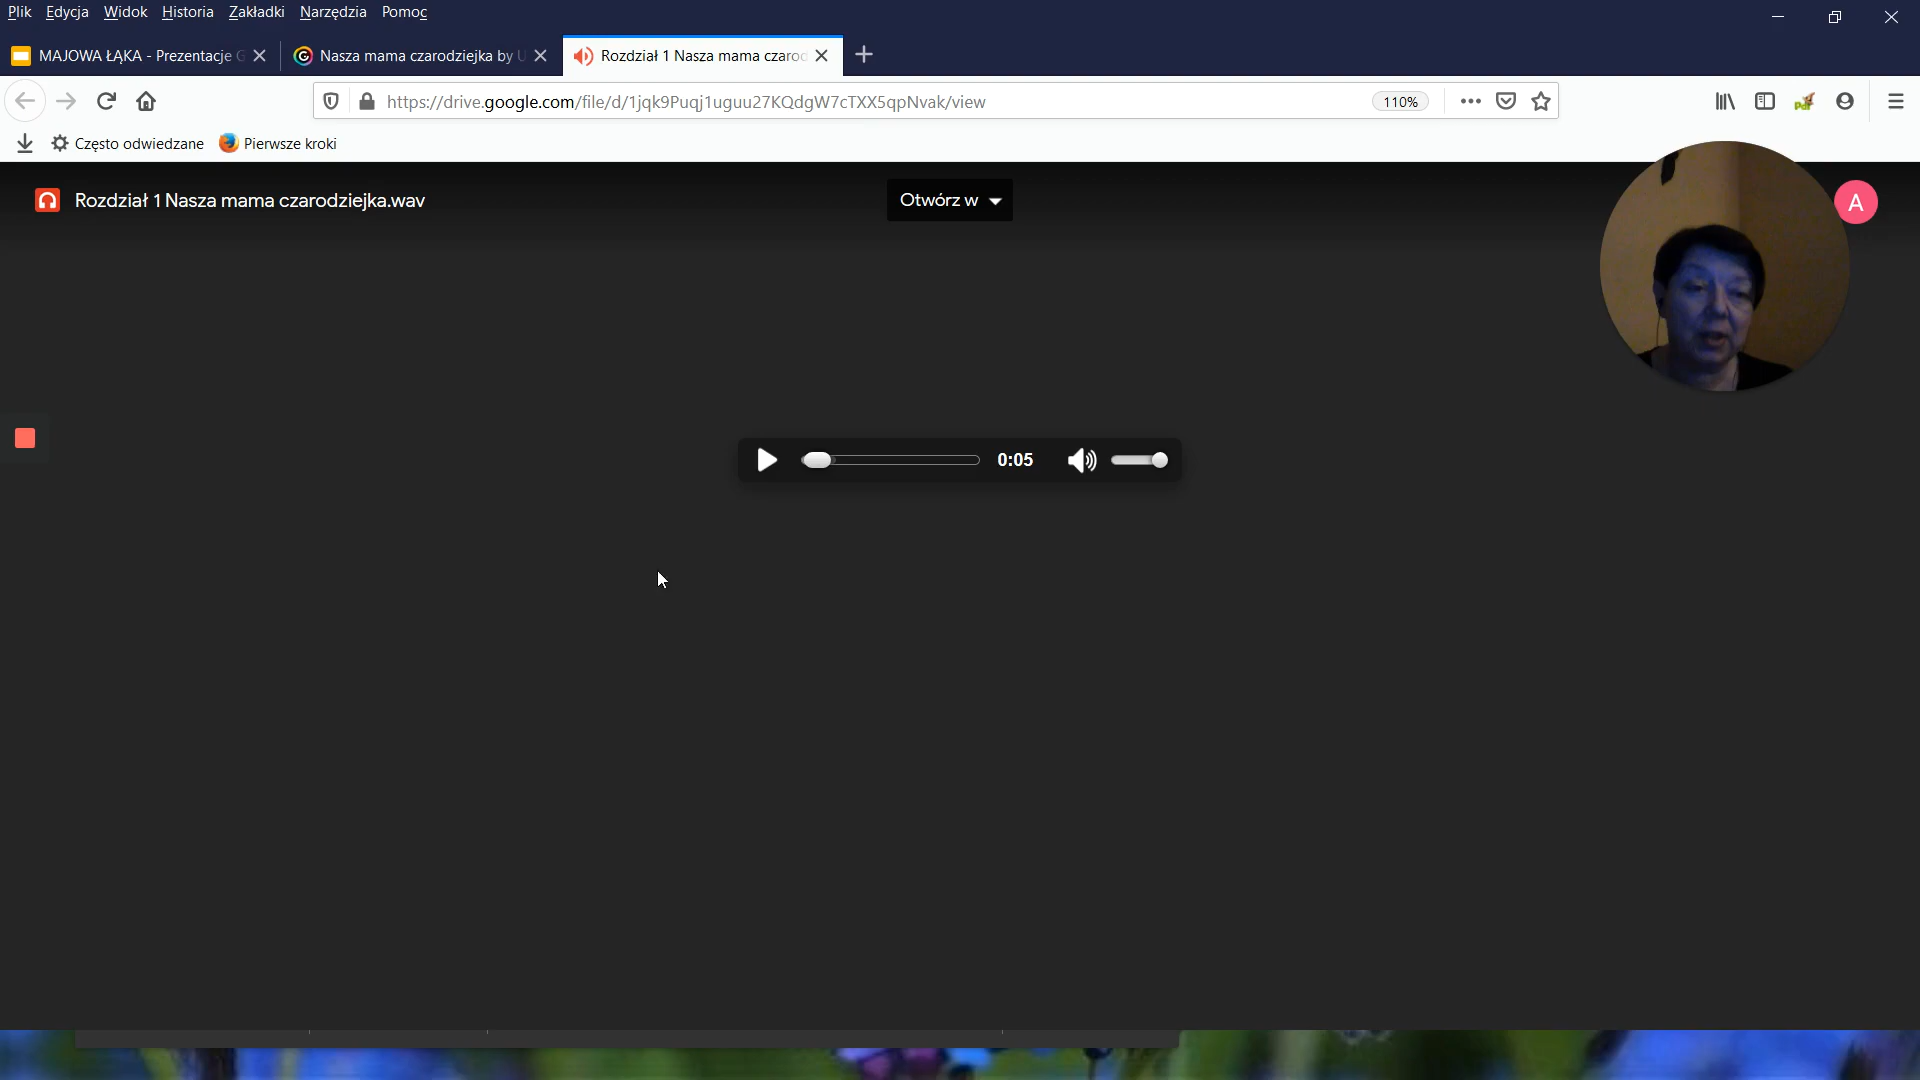 Plik Edycja Widok Historia Zakładki Narzędzia Pomoc
MAJOWA ŁĄKA - Prezentacje G
Nasza mama czarodziejka by U
Rozdział 1 Nasza mama czarod
https://drive.google.com/file/d/1jqk9Puqj1uguu27KQdgW7cTXX5qpNvak/view
110%
Często odwiedzane
Pierwsze kroki
Rozdział 1 Nasza mama czarodziejka.wav
Otwórz w
A
0:05